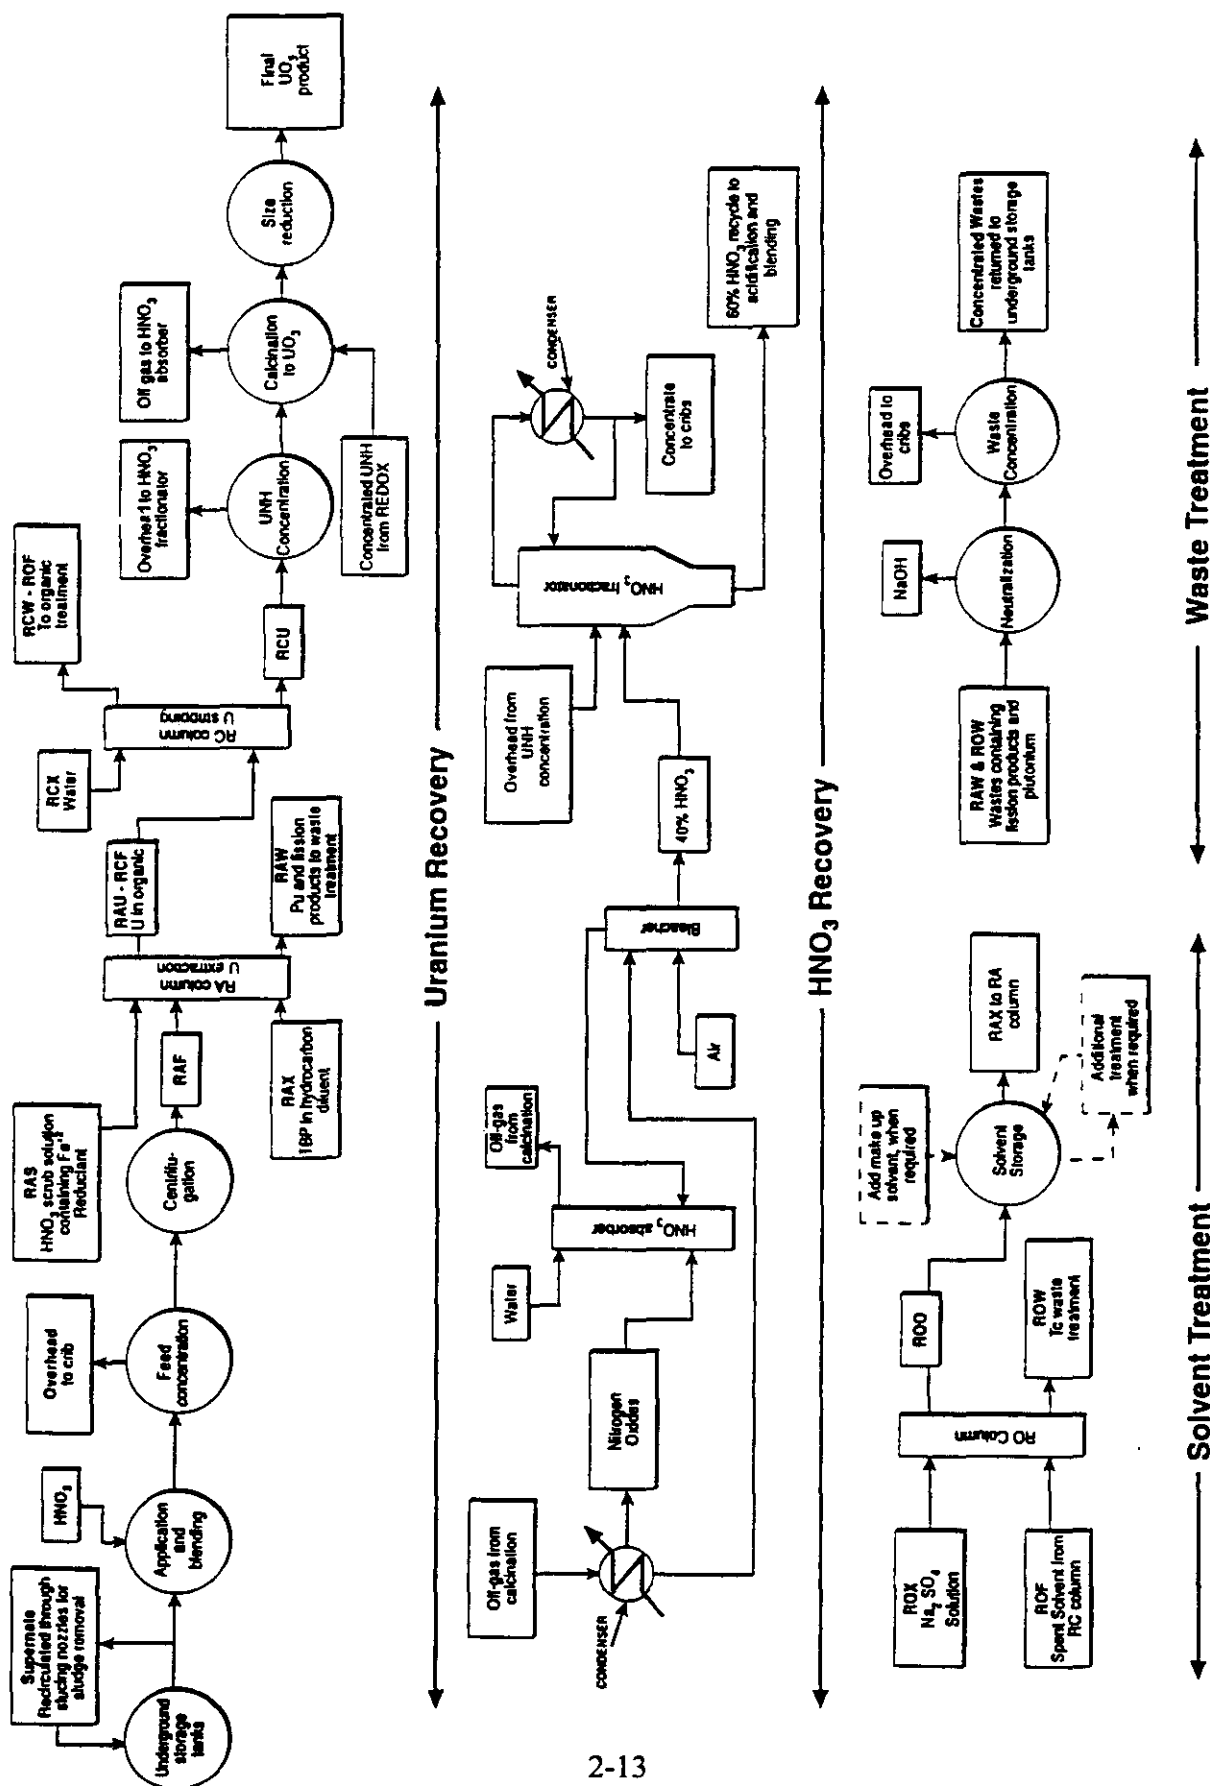 Underground
storage
tanks
Supernate
Recirculated through
slucing nozzles for
sludge removal
HNO₃
Application
and
blending
Overhead
to crib
Feed
concentration
RAS
HNO₃ scrub solution
containing Fe⁺²
Reductant
Centrifu-
gation
RAF
RAX
TBP in hydrocarbon
diluent
RA column
U extraction
RAU - RCF
U in organic
RAW
Pu and fission
products to waste
treatment
RCX
Water
RC column
U stripping
RCW - ROF
To organic
treatment
RCU
Overhead to HNO₃
fractionator
UNH
Concentration
Concentrated UNH
from REDOX
Off gas to HNO₃
absorber
Calcination
to UO₃
Size
reduction
Final
UO₃
product
Uranium Recovery
Off-gas from
calcination
CONDENSER
Nitrogen
Oxides
Water
HNO₃ absorber
Off-gas
from
calcination
Air
Bleacher
40% HNO₃
Overhead from
UNH
concentration
HNO₃ fractionator
CONDENSER
Concentrate
to cribs
60% HNO₃ recycle to
acidification and
blending
HNO₃ Recovery
ROX
Na₂ SO₄
Solution
ROF
Spent Solvent from
RC column
RO Column
ROO
ROW
To waste
treatment
Add make up
solvant, when
required
Solvent
Storage
RAX to RA
column
Additional
treatment
when required
Solvent Treatment
RAW & ROW
Wastes containing
fission products and
plutonium
NaOH
Neutralization
Overhead to
cribs
Waste
Concentration
Concentrated Wastes
returned to
underground storage
tanks
Waste Treatment
2-13